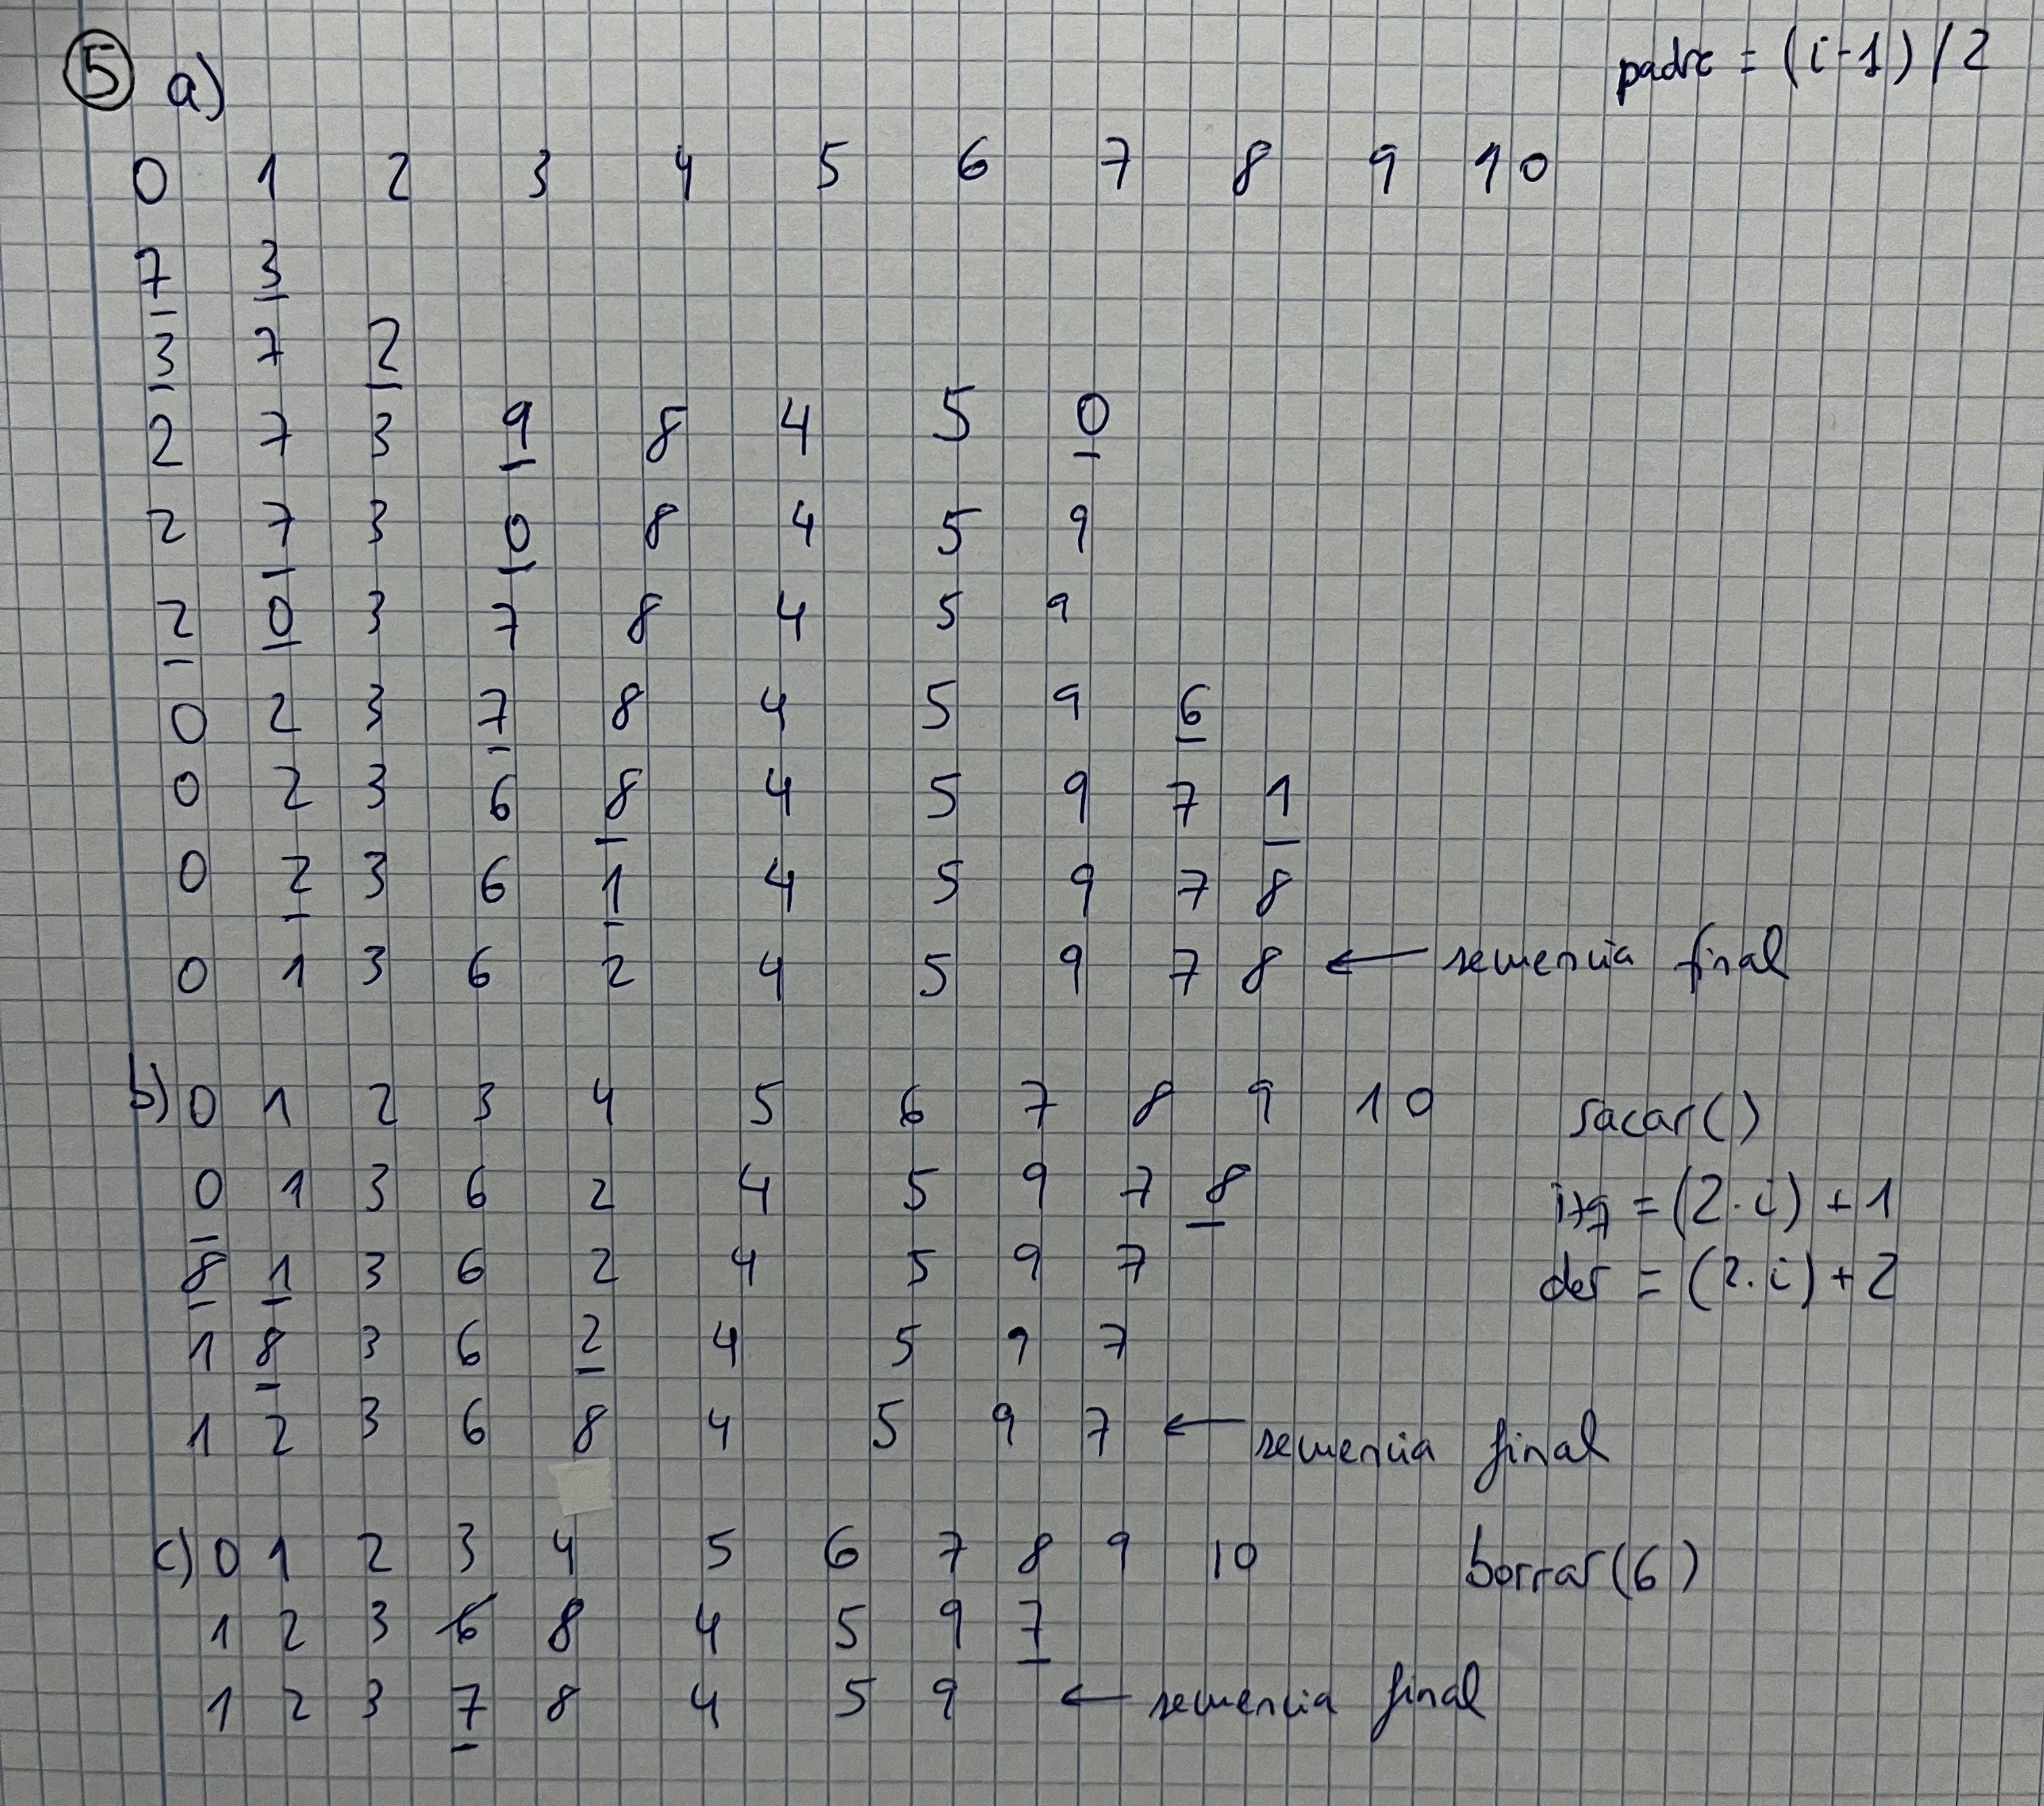 5 a) padre = (i-1)/2
0 1 2 3 4 5 6 7 8 9 10
7 3
3 7 2
2 7 3 9 8 4 5 0
2 7 3 0 8 4 5 9
2 0 3 7 8 4 5 9
0 2 3 7 8 4 5 9 6
0 2 3 6 8 4 5 9 7 1
0 2 3 6 1 4 5 9 7 8
0 1 3 6 2 4 5 9 7 8 ← secuencia final
b) 0 1 2 3 4 5 6 7 8 9 10 sacar()
0 1 3 6 2 4 5 9 7 8 izq = (2·i) + 1
8 1 3 6 2 4 5 9 7 der = (2·i) + 2
1 8 3 6 2 4 5 9 7
1 2 3 6 8 4 5 9 7 ← secuencia final
c) 0 1 2 3 4 5 6 7 8 9 10 borrar(6)
1 2 3 6 8 4 5 9 7
1 2 3 7 8 4 5 9 ← secuencia final